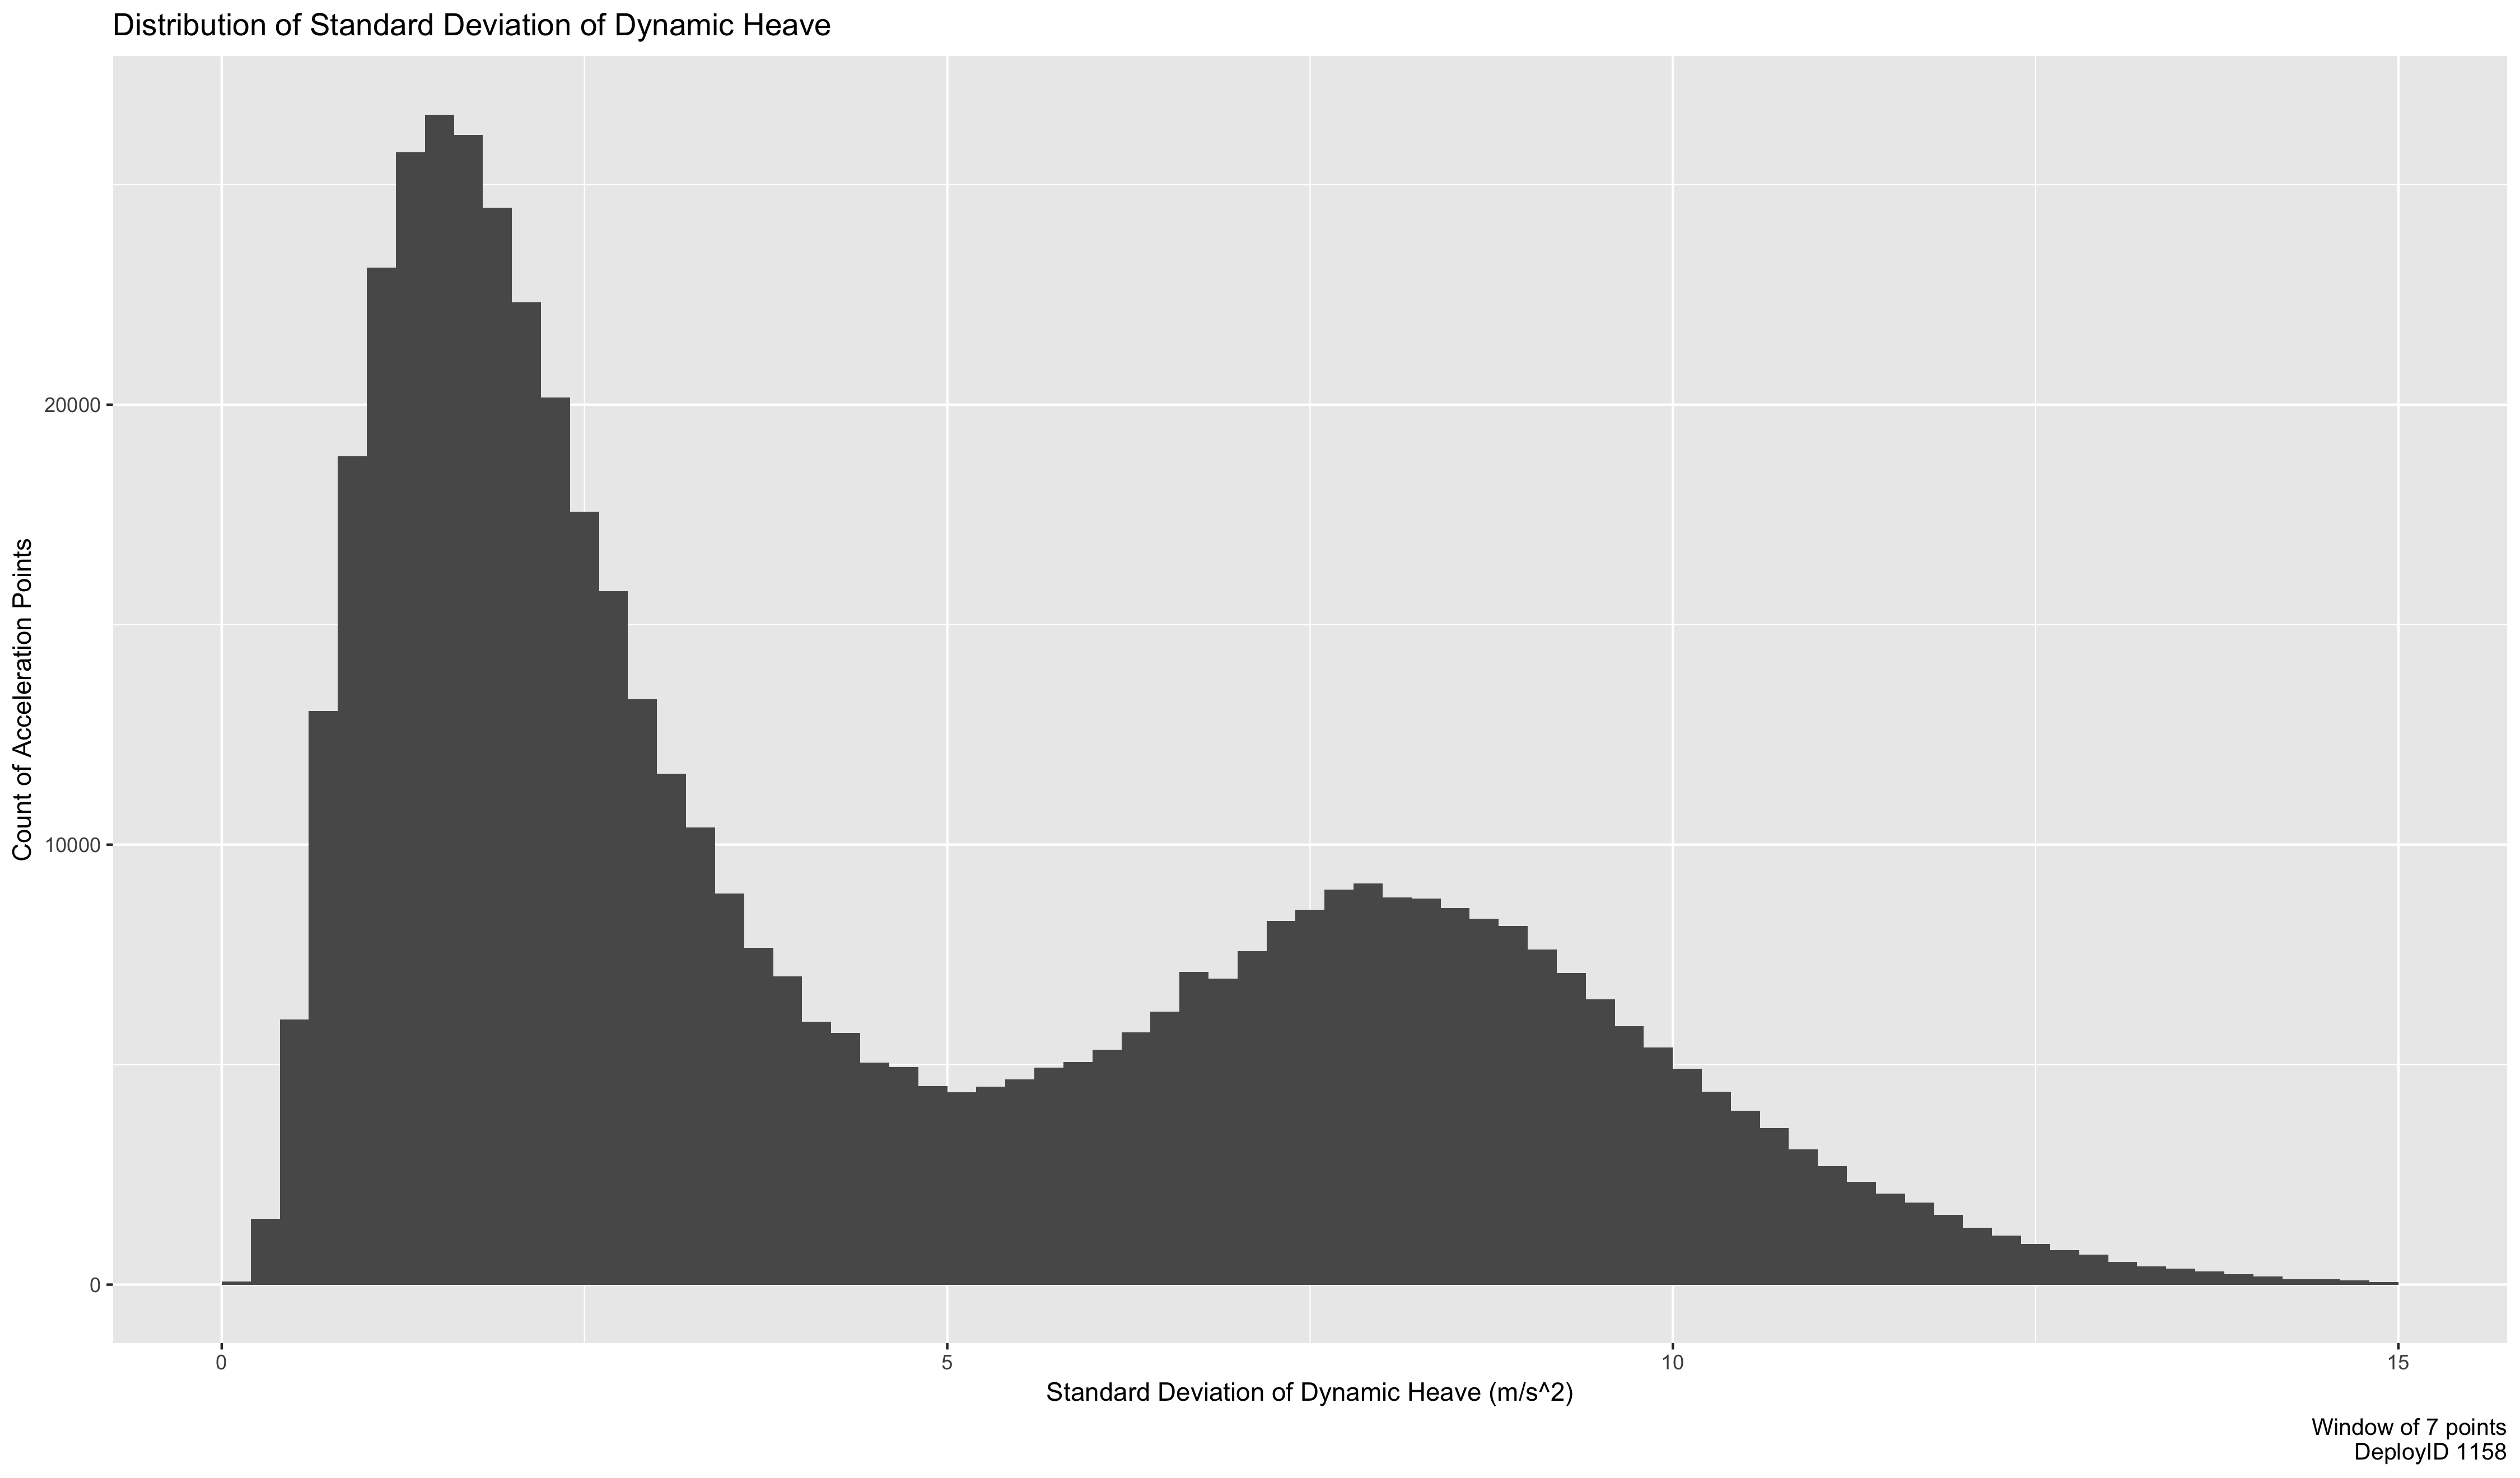 Distribution of Standard Deviation of Dynamic Heave
Count of Acceleration Points
20000
10000
0
0
5
10
15
Standard Deviation of Dynamic Heave (m/s^2)
Window of 7 points
DeployID 1158